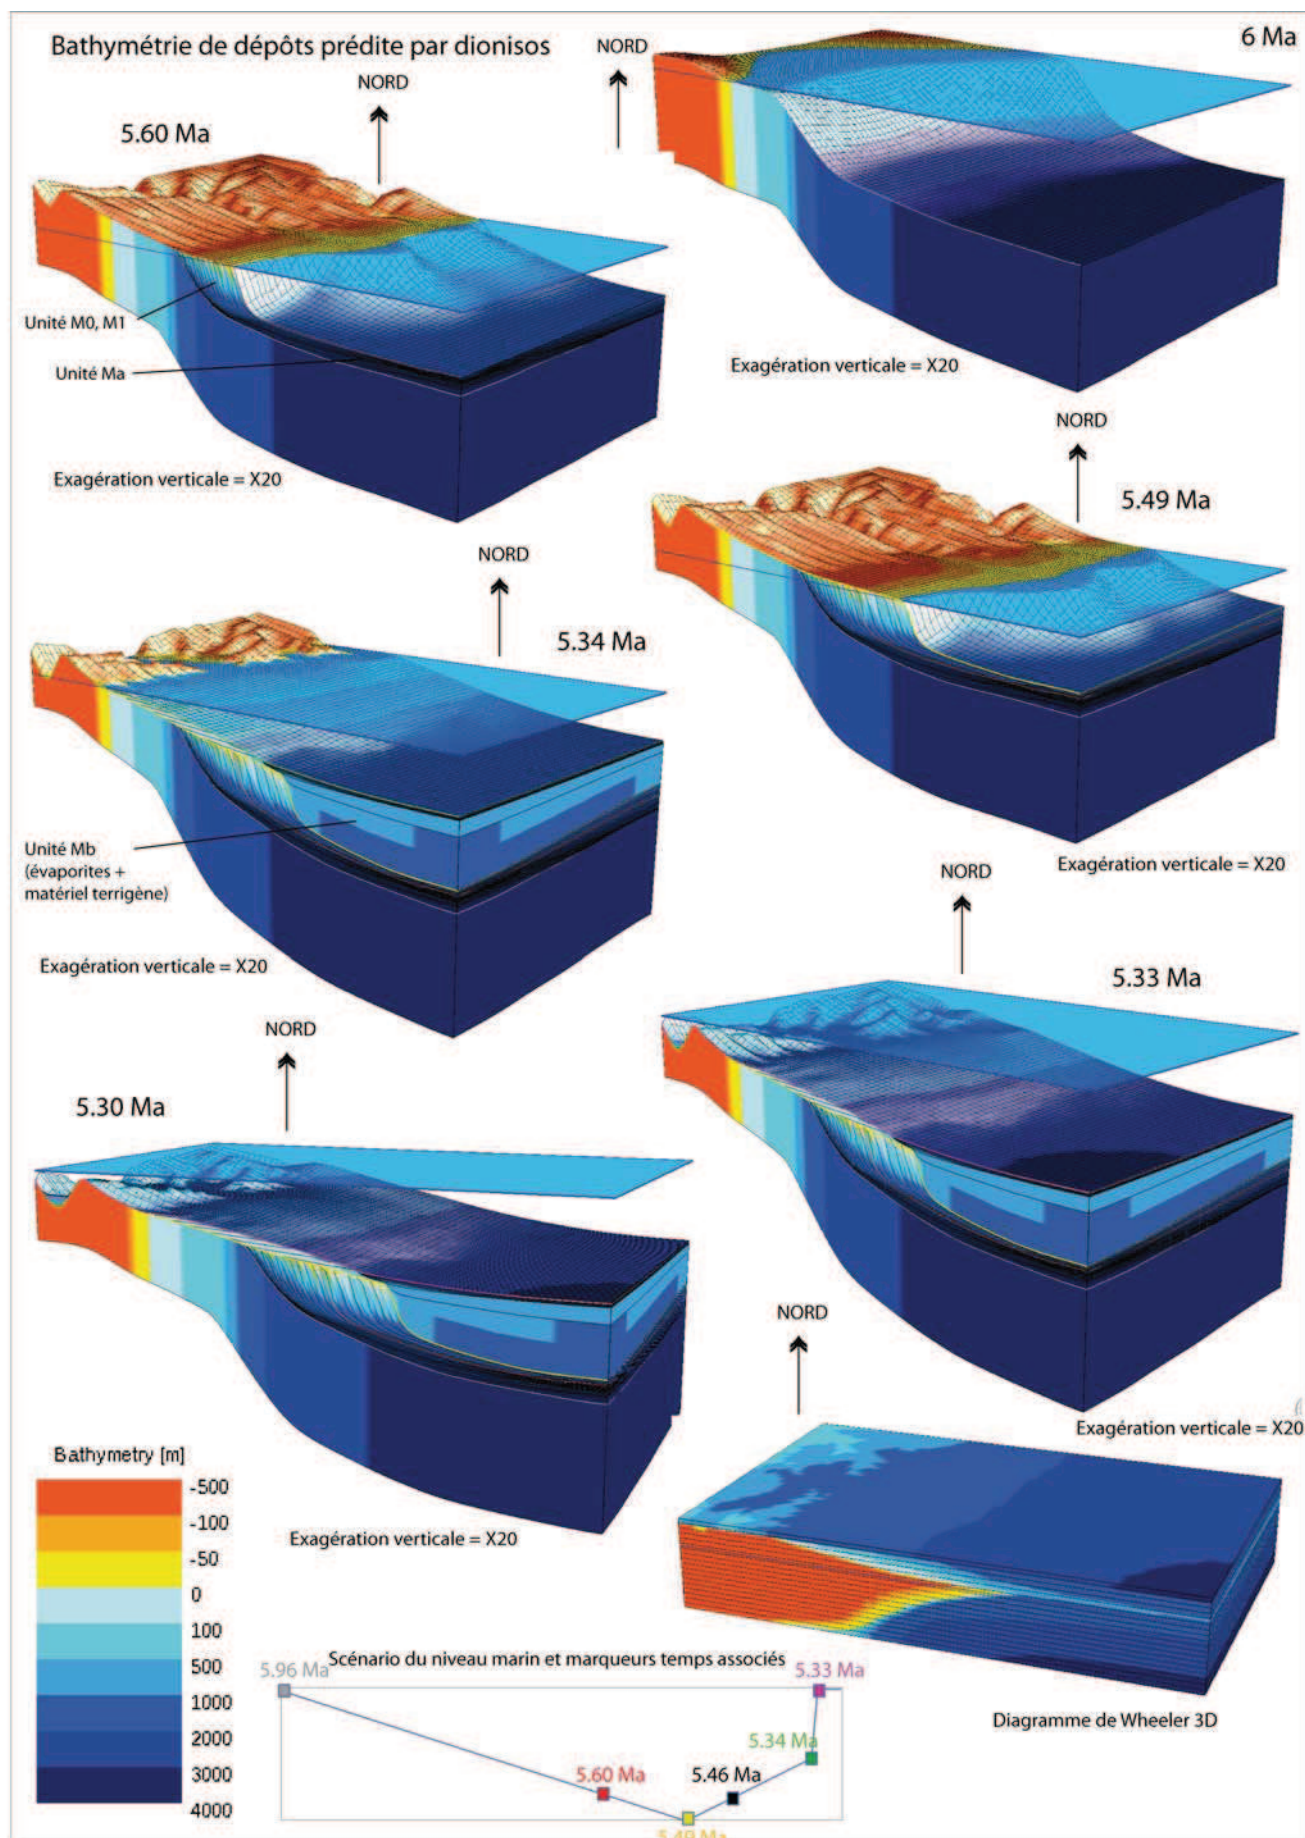 Bathymétrie de dépôts prédite par dionisos
NORD
6 Ma
NORD
5.60 Ma
Unité M0, M1
Unité Ma
Exagération verticale = X20
Exagération verticale = X20
NORD
5.49 Ma
NORD
5.34 Ma
Unité Mb
(évaporites +
matériel terrigène)
Exagération verticale = X20
Exagération verticale = X20
NORD
5.33 Ma
NORD
5.30 Ma
NORD
Exagération verticale = X20
Exagération verticale = X20
Bathymetry [m]
-500
-100
-50
0
100
500
1000
2000
3000
4000
Scénario du niveau marin et marqueurs temps associés
5.96 Ma
5.33 Ma
5.34 Ma
5.60 Ma
5.46 Ma
5.49 Ma
Diagramme de Wheeler 3D